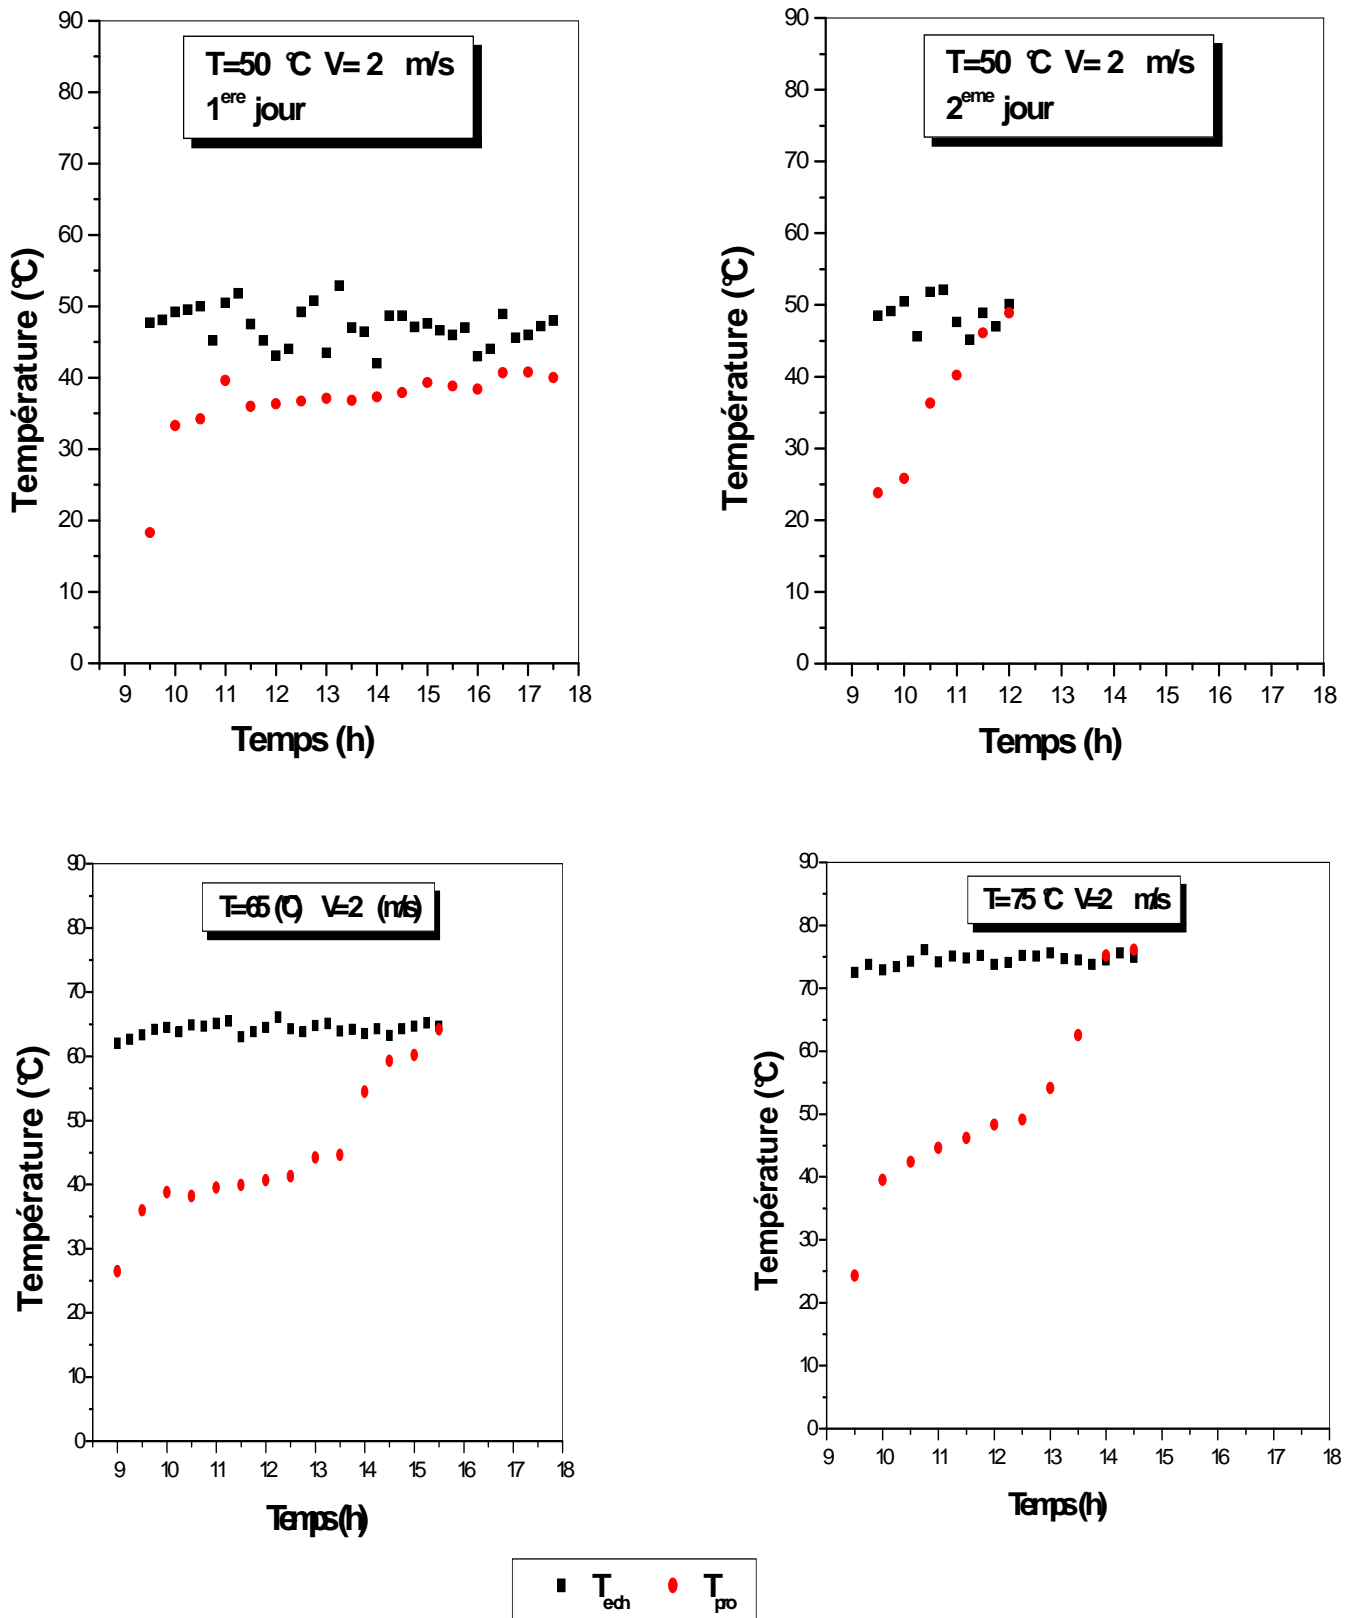 T=50 °C V= 2 m/s
1ere jour
90
80
70
60
50
40
30
20
10
0
Température (°C)
9 10 11 12 13 14 15 16 17 18
Temps (h)
T=50 °C V= 2 m/s
2eme jour
90
80
70
60
50
40
30
20
10
0
Température (°C)
9 10 11 12 13 14 15 16 17 18
Temps (h)
T=65 (°C) V=2 (m/s)
90
80
70
60
50
40
30
20
10
0
Température (°C)
9 10 11 12 13 14 15 16 17 18
Temps (h)
T=75 °C V=2 m/s
90
80
70
60
50
40
30
20
10
0
Température (°C)
9 10 11 12 13 14 15 16 17 18
Temps (h)
Tech Tpro